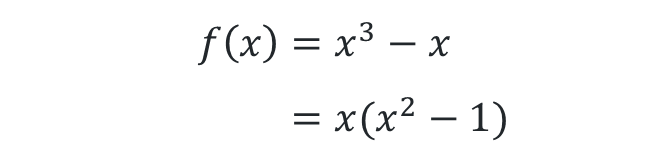 f(x) = x³ − x
= x(x² − 1)